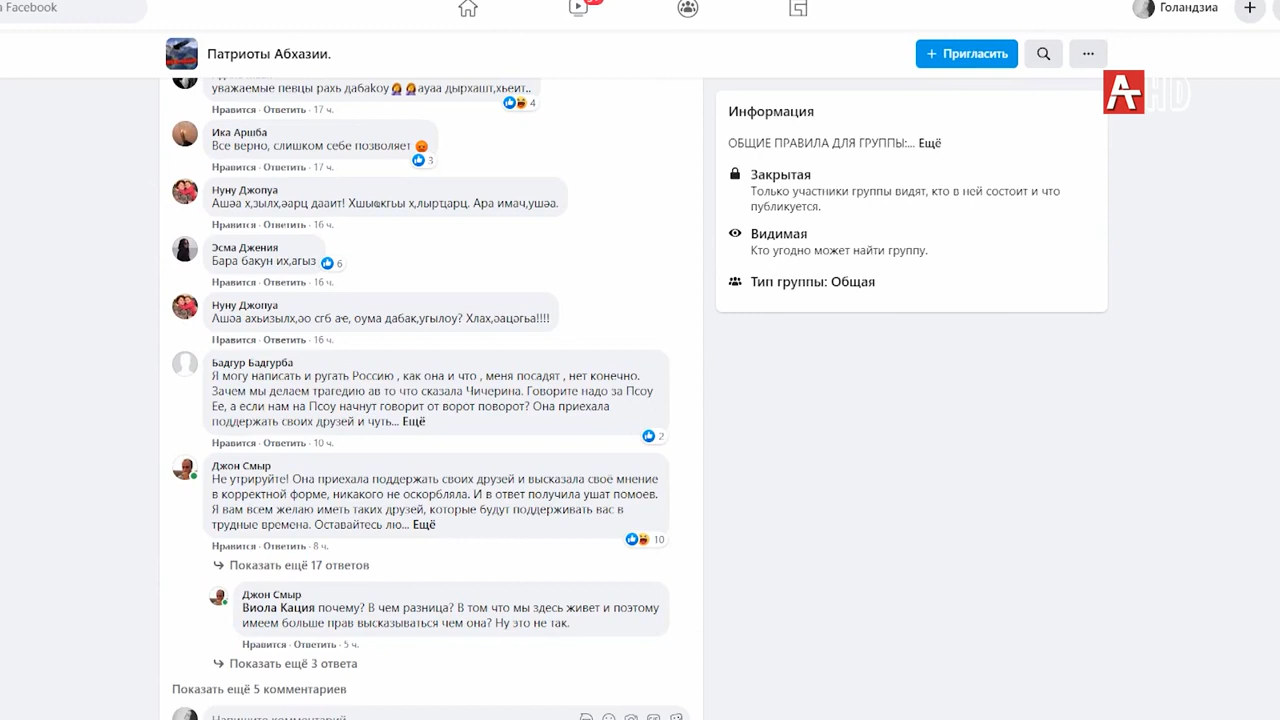 Facebook
Голандзиа
Патриоты Абхазии.
Пригласить
уважаемые певцы рахь дабаkoy🤦‍♀️🤦‍♀️ауаа дырхашт,хьеит..
4
Нравится · Ответить · 17 ч.
Ика Аршба
Все верно, слишком себе позволяет 😡
3
Нравится · Ответить · 17 ч.
Нуну Джопуа
Ашәа х,зылх,әарц дааит! Хшыҩкгьы х,лырҵарц. Ара имач,ушәа.
Нравится · Ответить · 16 ч.
Эсма Джения
Бара бакун их,агыз
6
Нравится · Ответить · 16 ч.
Нуну Джопуа
Ашәа ахьизылх,әо сгб аҽ, оума дабак,угылоу? Хлах,әацәгьа!!!!
Нравится · Ответить · 16 ч.
Бадгур Бадгурба
Я могу написать и ругать Россию , как она и что , меня посадят , нет конечно.
Зачем мы делаем трагедию ав то что сказала Чичерина. Говорите надо за Псоу
Ее, а если нам на Псоу начнут говорит от ворот поворот? Она приехала
поддержать своих друзей и чуть... Ещё
2
Нравится · Ответить · 10 ч.
Джон Смыр
Не утрируйте! Она приехала поддержать своих друзей и высказала своё мнение
в корректной форме, никакого не оскорбляла. И в ответ получила ушат помоев.
Я вам всем желаю иметь таких друзей, которые будут поддерживать вас в
трудные времена. Оставайтесь лю... Ещё
10
Нравится · Ответить · 8 ч.
Показать ещё 17 ответов
Джон Смыр
Виола Кация почему? В чем разница? В том что мы здесь живет и поэтому
имеем больше прав высказываться чем она? Ну это не так.
Нравится · Ответить · 5 ч.
Показать ещё 3 ответа
Показать ещё 5 комментариев
Напишите комментарий
Информация
ОБЩИЕ ПРАВИЛА ДЛЯ ГРУППЫ:... Ещё
Закрытая
Только участники группы видят, кто в ней состоит и что
публикуется.
Видимая
Кто угодно может найти группу.
Тип группы: Общая
A HD